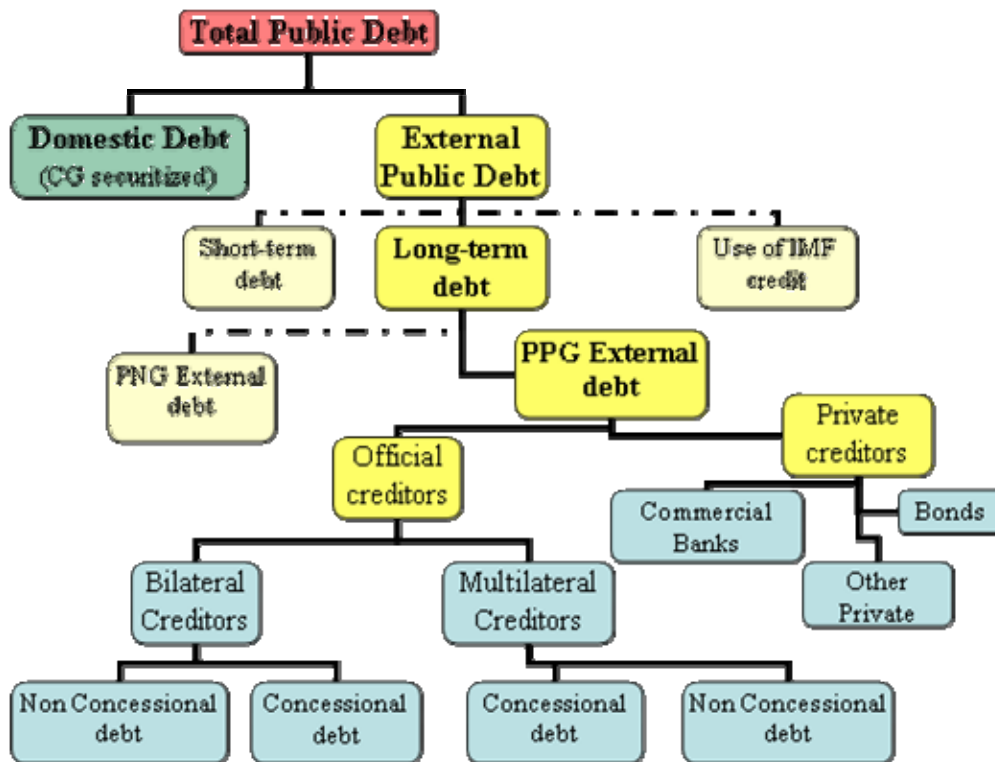 Total Public Debt
Domestic Debt
(CG securitized)
External
Public Debt
Short-term
debt
Long-term
debt
Use of IMF
credit
PNG External
debt
PPG External
debt
Private
creditors
Official
creditors
Commercial
Banks
Bonds
Other
Private
Bilateral
Creditors
Multilateral
Creditors
Non Concessional
debt
Concessional
debt
Concessional
debt
Non Concessional
debt